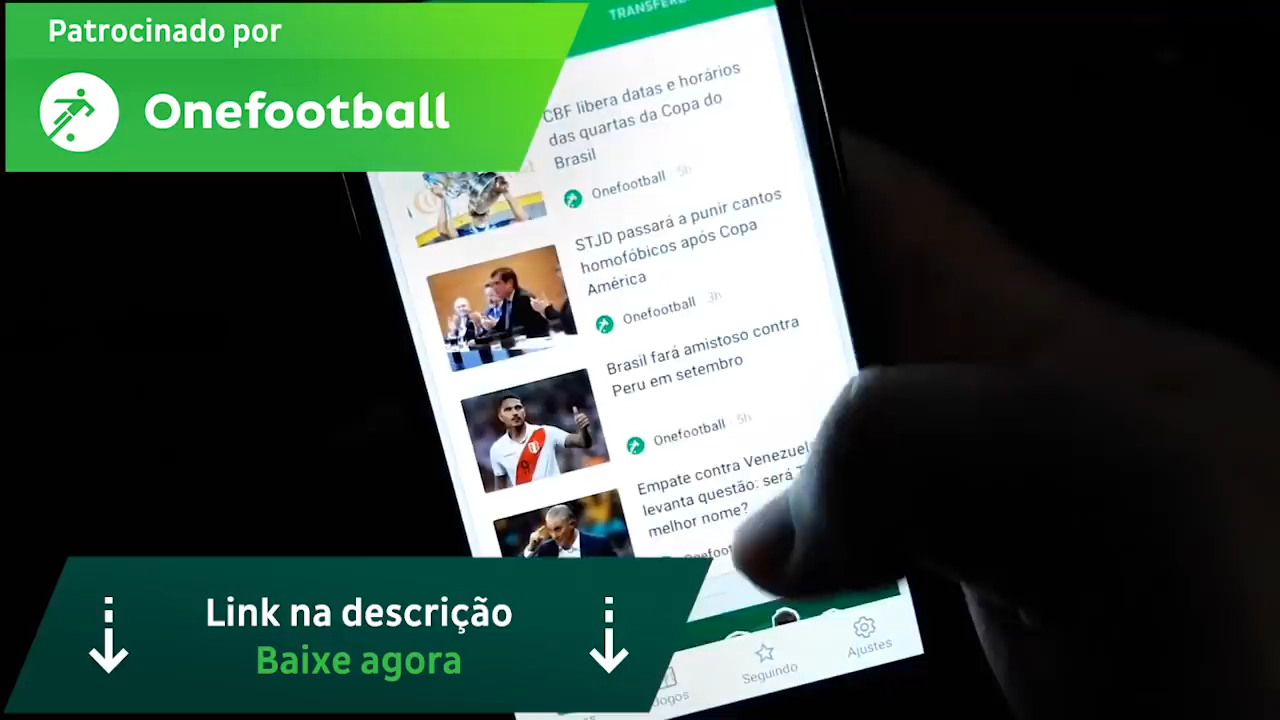 Patrocinado por
Onefootball
CBF libera datas e horários
das quartas da Copa do
Brasil
Onefootball · 5h
STJD passará a punir cantos
homofóbicos após Copa
América
Onefootball · 3h
Brasil fará amistoso contra
Peru em setembro
Onefootball · 5h
Empate contra Venezuel
levanta questão: será T
melhor nome?
Onefoot
Link na descrição
Baixe agora
Seguindo
Ajustes